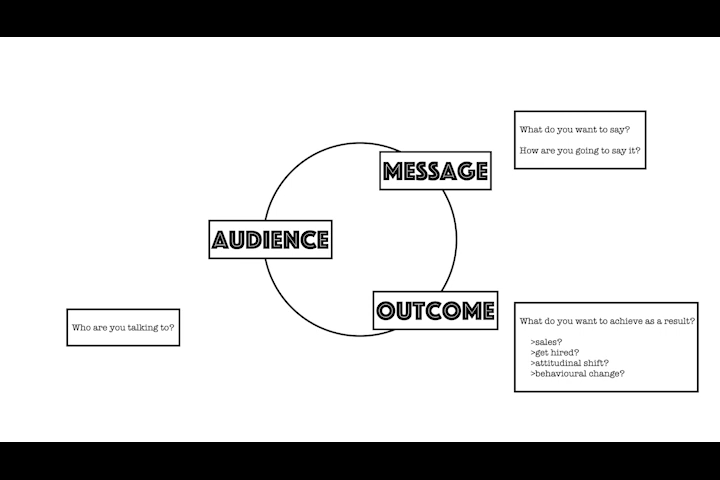 What do you want to say?
How are you going to say it?
MESSAGE
AUDIENCE
OUTCOME
Who are you talking to?
What do you want to achieve as a result?
>sales?
>get hired?
>attitudinal shift?
>behavioural change?